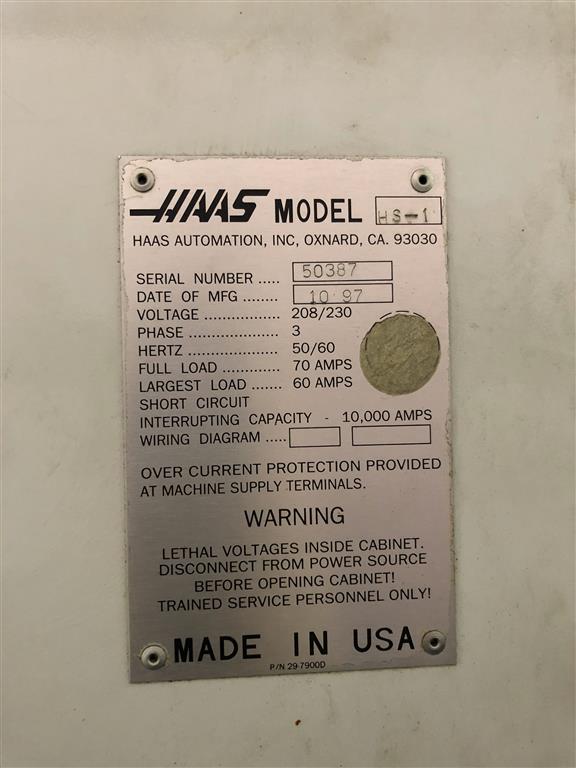 HAAS MODEL HS-1
HAAS AUTOMATION, INC, OXNARD, CA. 93030
SERIAL NUMBER ..... 50387
DATE OF MFG ........ 10 97
VOLTAGE ................ 208/230
PHASE ................... 3
HERTZ ................... 50/60
FULL LOAD ............. 70 AMPS
LARGEST LOAD ....... 60 AMPS
SHORT CIRCUIT
INTERRUPTING CAPACITY - 10,000 AMPS
WIRING DIAGRAM .....
OVER CURRENT PROTECTION PROVIDED
AT MACHINE SUPPLY TERMINALS.
WARNING
LETHAL VOLTAGES INSIDE CABINET.
DISCONNECT FROM POWER SOURCE
BEFORE OPENING CABINET!
TRAINED SERVICE PERSONNEL ONLY!
MADE IN USA
P/N 29-7900D